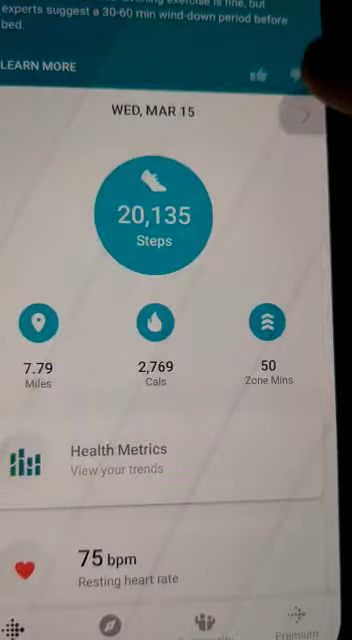 experts suggest a 30-60 min wind-down period before
bed.
LEARN MORE
WED, MAR 15
20,135
Steps
7.79
Miles
2,769
Cals
50
Zone Mins
Health Metrics
View your trends
75 bpm
Resting heart rate
Premium